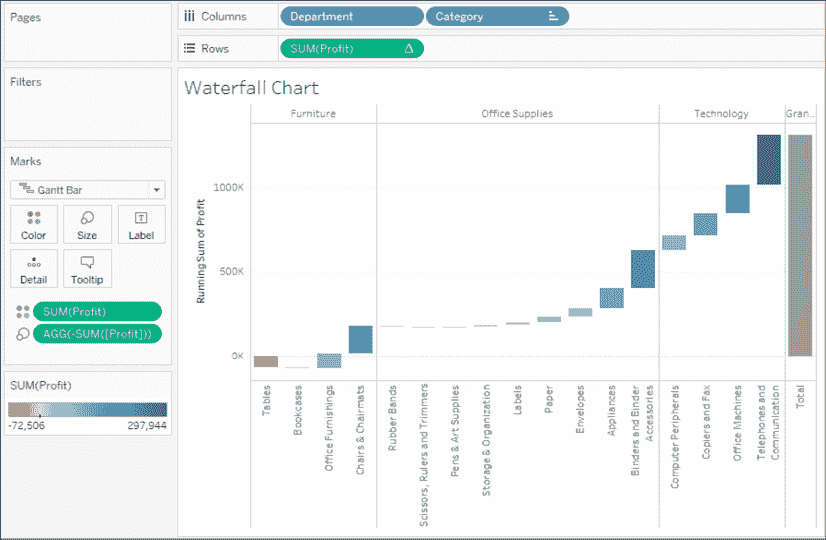 Pages
Columns
Department
Category
Rows
SUM(Profit)
Filters
Waterfall Chart
Furniture
Office Supplies
Technology
Gran..
Marks
Gantt Bar
Color
Size
Label
Detail
Tooltip
SUM(Profit)
AGG(-SUM([Profit]))
SUM(Profit)
-72,506
297,944
Running Sum of Profit
1000K
500K
0K
Tables
Bookcases
Office Furnishings
Chairs & Chairmats
Rubber Bands
Scissors, Rulers and Trimmers
Pens & Art Supplies
Storage & Organization
Labels
Paper
Envelopes
Appliances
Binders and Binder
Accessories
Computer Peripherals
Copiers and Fax
Office Machines
Telephones and
Communication
Total